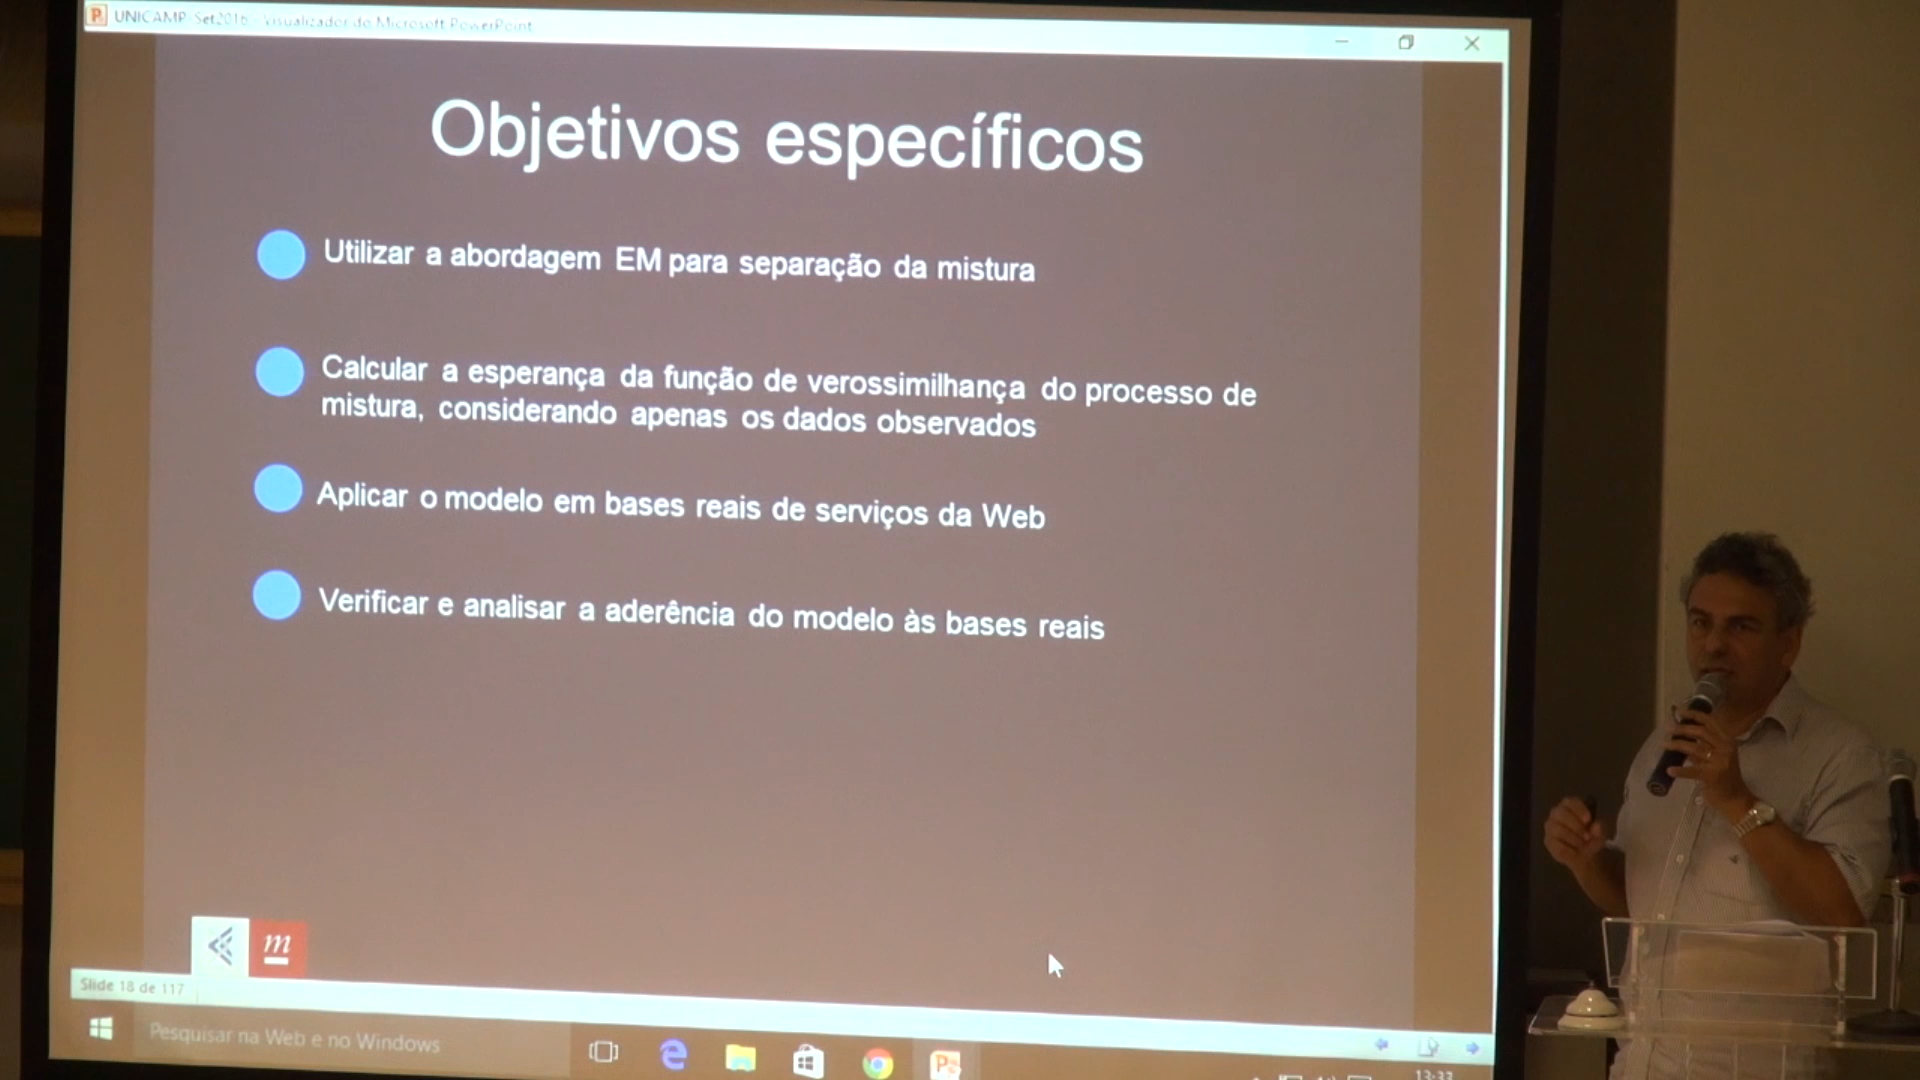 UNICAMP-Set2016 - Visualizador do Microsoft PowerPoint
Objetivos específicos
Utilizar a abordagem EM para separação da mistura
Calcular a esperança da função de verossimilhança do processo de
mistura, considerando apenas os dados observados
Aplicar o modelo em bases reais de serviços da Web
Verificar e analisar a aderência do modelo às bases reais
m
Slide 18 de 117
Pesquisar na Web e no Windows
13:33